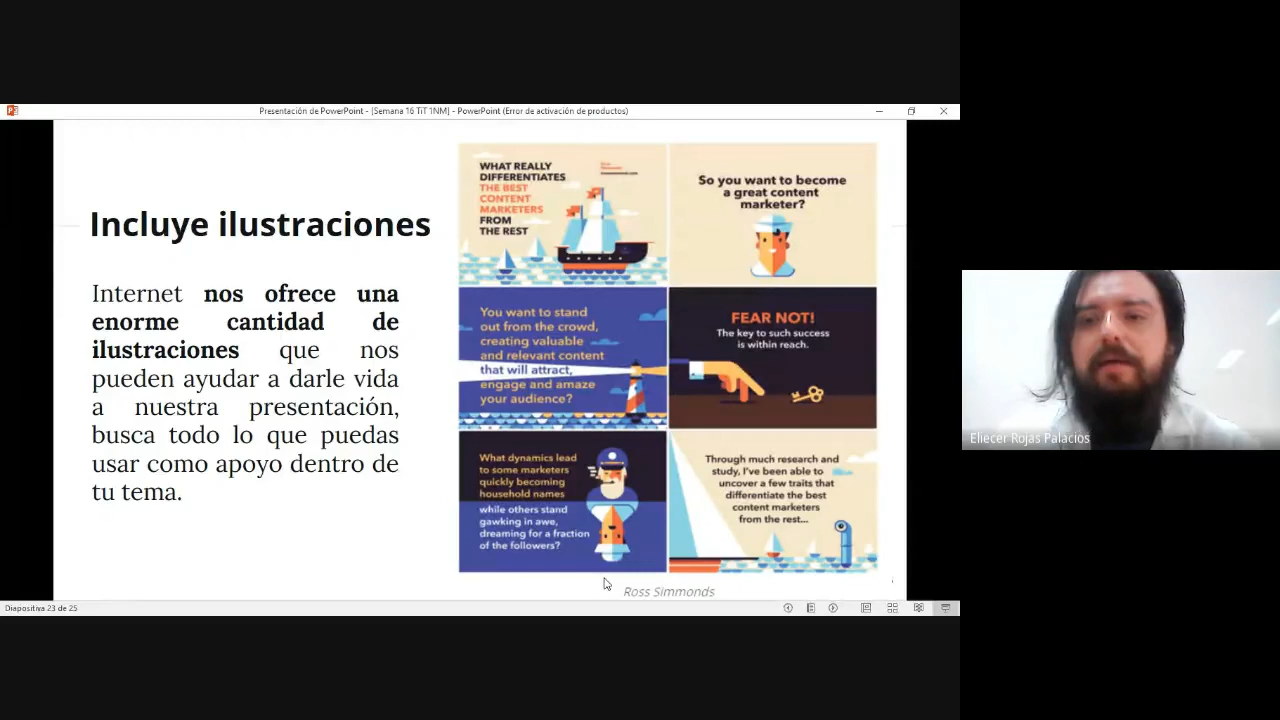 Presentación de PowerPoint - [Semana 16 TiT 1NM] - PowerPoint (Error de activación de productos)
Incluye ilustraciones
Internet nos ofrece una
enorme cantidad de
ilustraciones que nos
pueden ayudar a darle vida
a nuestra presentación,
busca todo lo que puedas
usar como apoyo dentro de
tu tema.
WHAT REALLY
DIFFERENTIATES
THE BEST
CONTENT
MARKETERS
FROM
THE REST
So you want to become
a great content
marketer?
You want to stand
out from the crowd,
creating valuable
and relevant content
that will attract,
engage and amaze
your audience?
FEAR NOT!
The key to such success
is within reach.
What dynamics lead
to some marketers
quickly becoming
household names
while others stand
gawking in awe,
dreaming for a fraction
of the followers?
Through much research and
study, I've been able to
uncover a few traits that
differentiate the best
content marketers
from the rest...
Ross Simmonds
Diapositiva 23 de 25
Eliecer Rojas Palacios